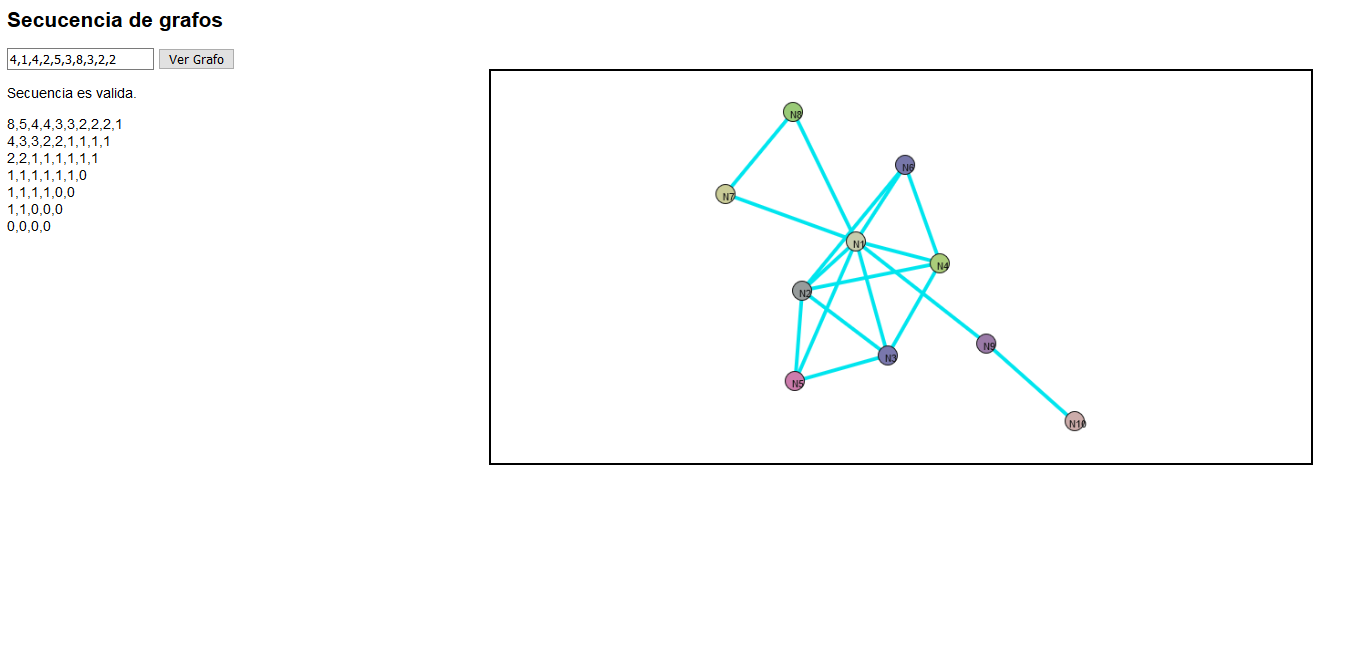 Secucencia de grafos
4,1,4,2,5,3,8,3,2,2 Ver Grafo
Secuencia es valida.
8,5,4,4,3,3,2,2,2,1
4,3,3,2,2,1,1,1,1
2,2,1,1,1,1,1,1
1,1,1,1,1,1,0
1,1,1,1,0,0
1,1,0,0,0
0,0,0,0
N8
N6
N7
N1
N4
N2
N9
N3
N5
N10